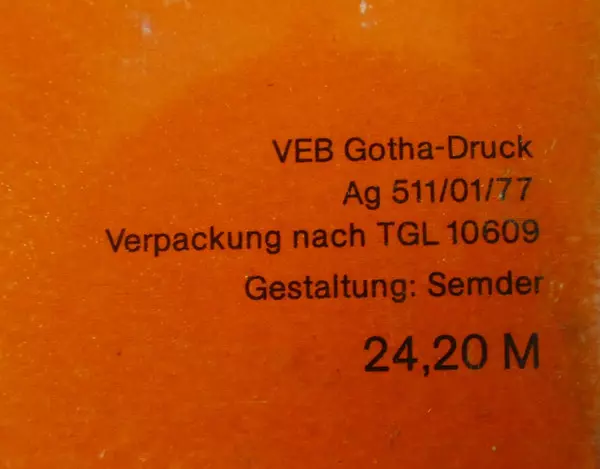 VEB Gotha-Druck
Ag 511/01/77
Verpackung nach TGL 10609
Gestaltung: Semder
24,20 M